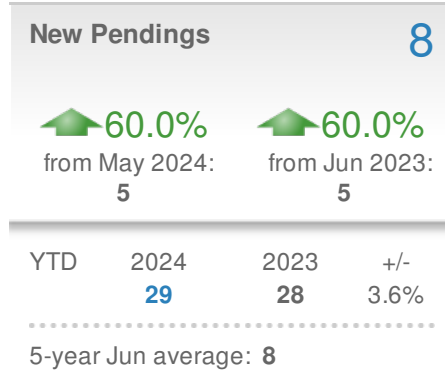 New Pendings 8
60.0% 60.0%
from May 2024: from Jun 2023:
5 5
YTD 2024 2023 +/-
29 28 3.6%
5-year Jun average: 8